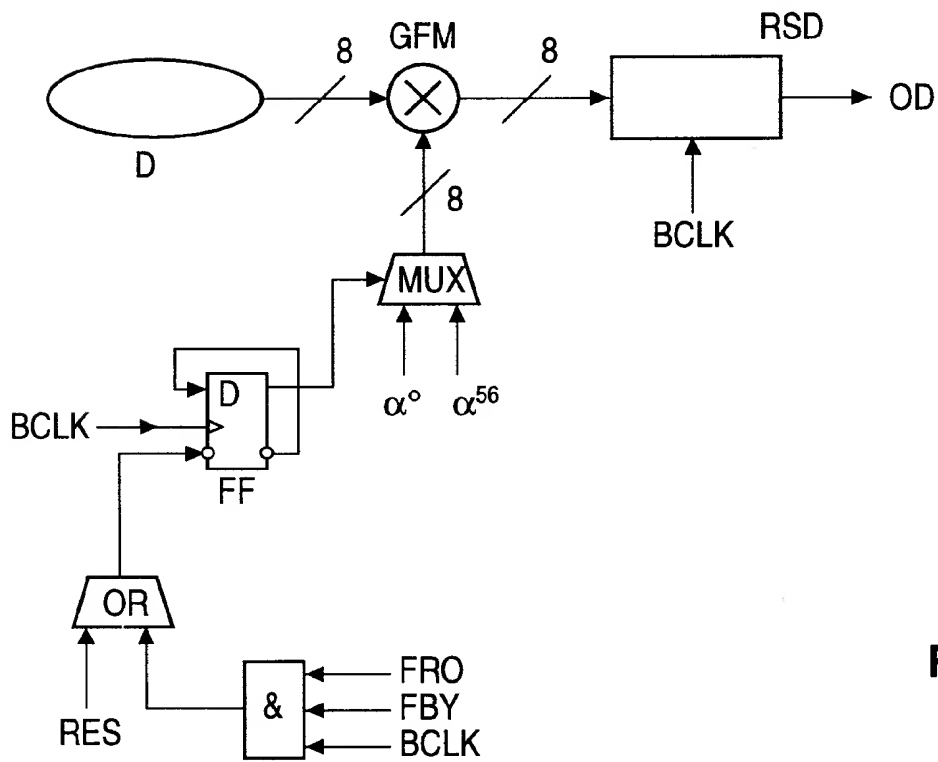 8
GFM
8
RSD
OD
D
8
BCLK
MUX
α° α⁵⁶
D
BCLK
FF
OR
FRO
&
FBY
RES
BCLK